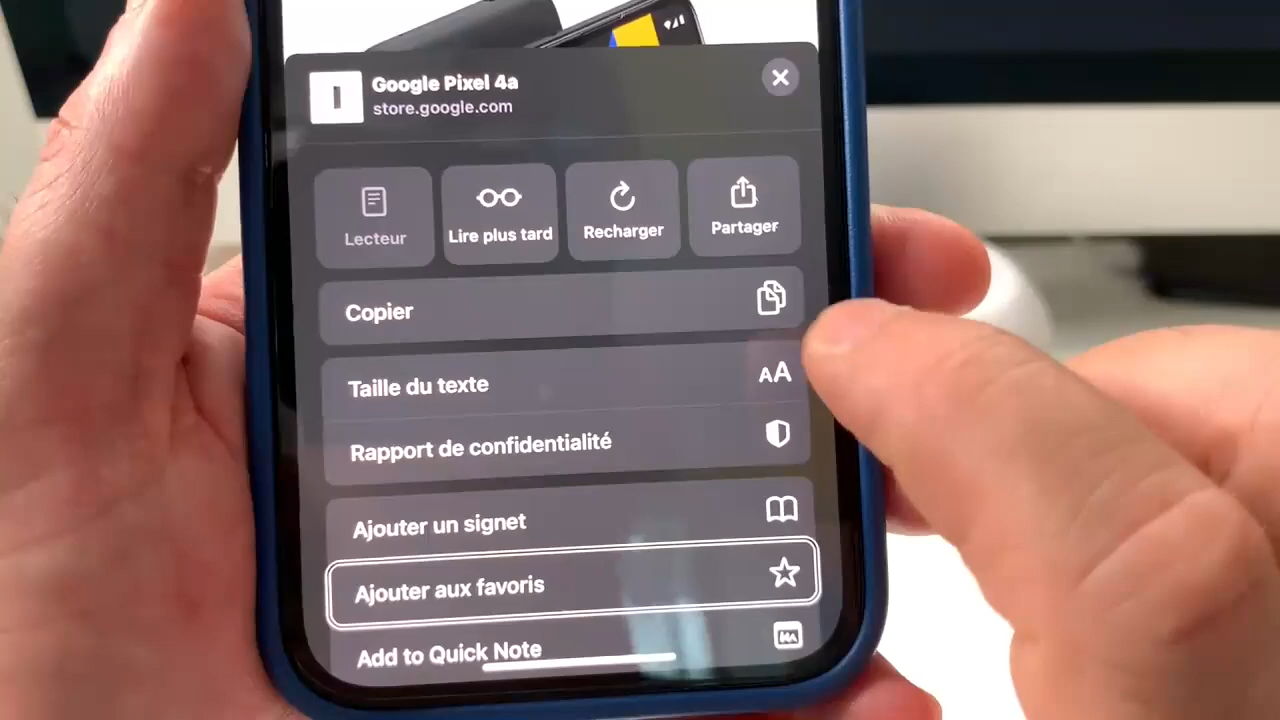 Google Pixel 4a
store.google.com
Lecteur
Lire plus tard
Recharger
Partager
Copier
Taille du texte
AA
Rapport de confidentialité
Ajouter un signet
Ajouter aux favoris
Add to Quick Note